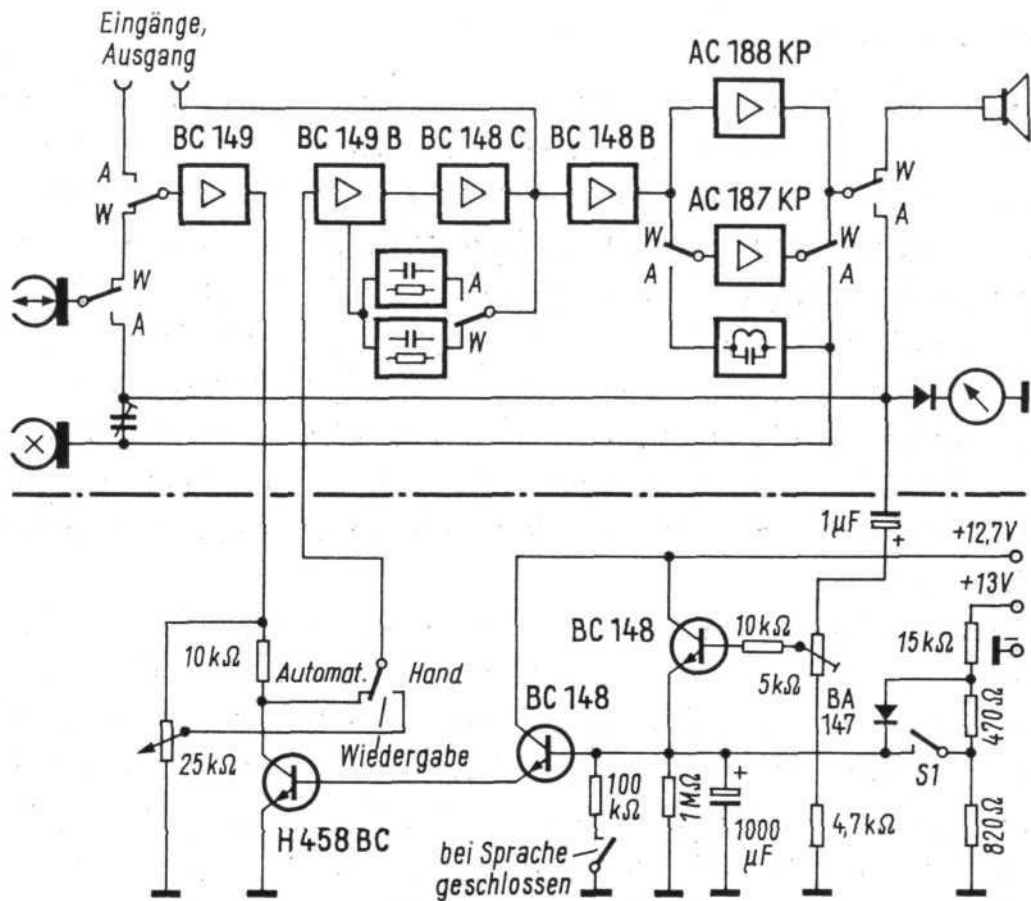 Eingänge,
Ausgang
AC 188 KP
BC 149
BC 149 B
BC 148 C
BC 148 B
A
W
W
A
AC 187 KP
W
A
W
A
W
A
A
W
1µF
+
+12,7V
+13V
BC 148
10kΩ
5kΩ
15kΩ
BA
147
470Ω
S1
820Ω
10kΩ
Automat.
Hand
BC 148
25kΩ
Wiedergabe
H 458 BC
100
kΩ
1MΩ
+
1000
µF
4,7kΩ
bei Sprache
geschlossen